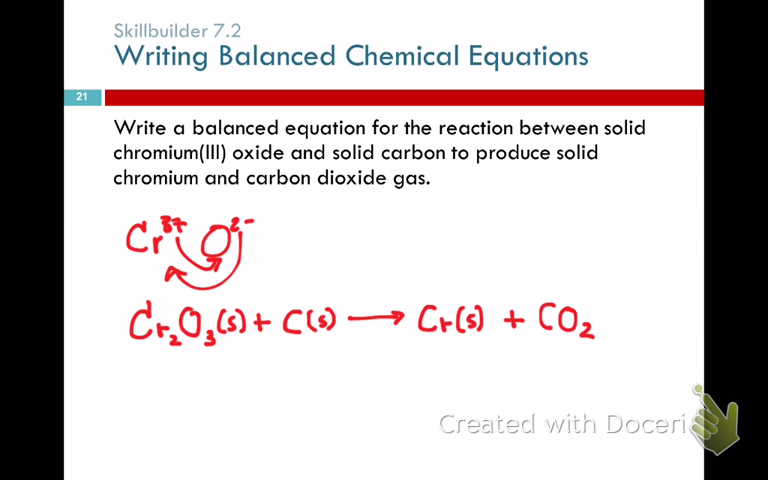 Skillbuilder 7.2
Writing Balanced Chemical Equations
21
Write a balanced equation for the reaction between solid
chromium(III) oxide and solid carbon to produce solid
chromium and carbon dioxide gas.
Cr³⁺ O²⁻
Cr₂O₃(s) + C(s) → Cr(s) + CO₂
Created with Doceri